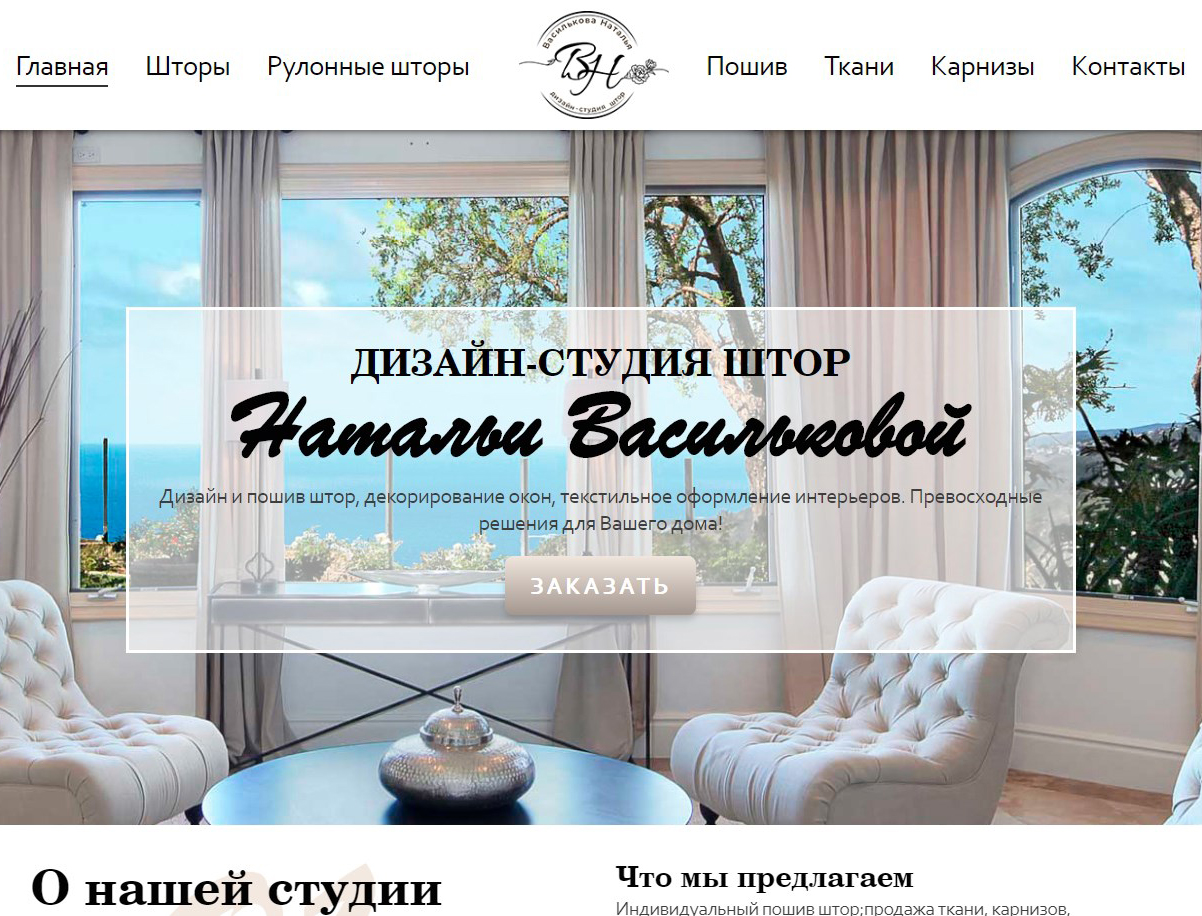 Главная
Шторы
Рулонные шторы
Василькова Наталья
ВН
дизайн-студия штор
Пошив
Ткани
Карнизы
Контакты
ДИЗАЙН-СТУДИЯ ШТОР
Натальи Васильковой
Дизайн и пошив штор, декорирование окон, текстильное оформление интерьеров. Превосходные
решения для Вашего дома!
ЗАКАЗАТЬ
О нашей студии
Что мы предлагаем
Индивидуальный пошив штор;продажа ткани, карнизов,